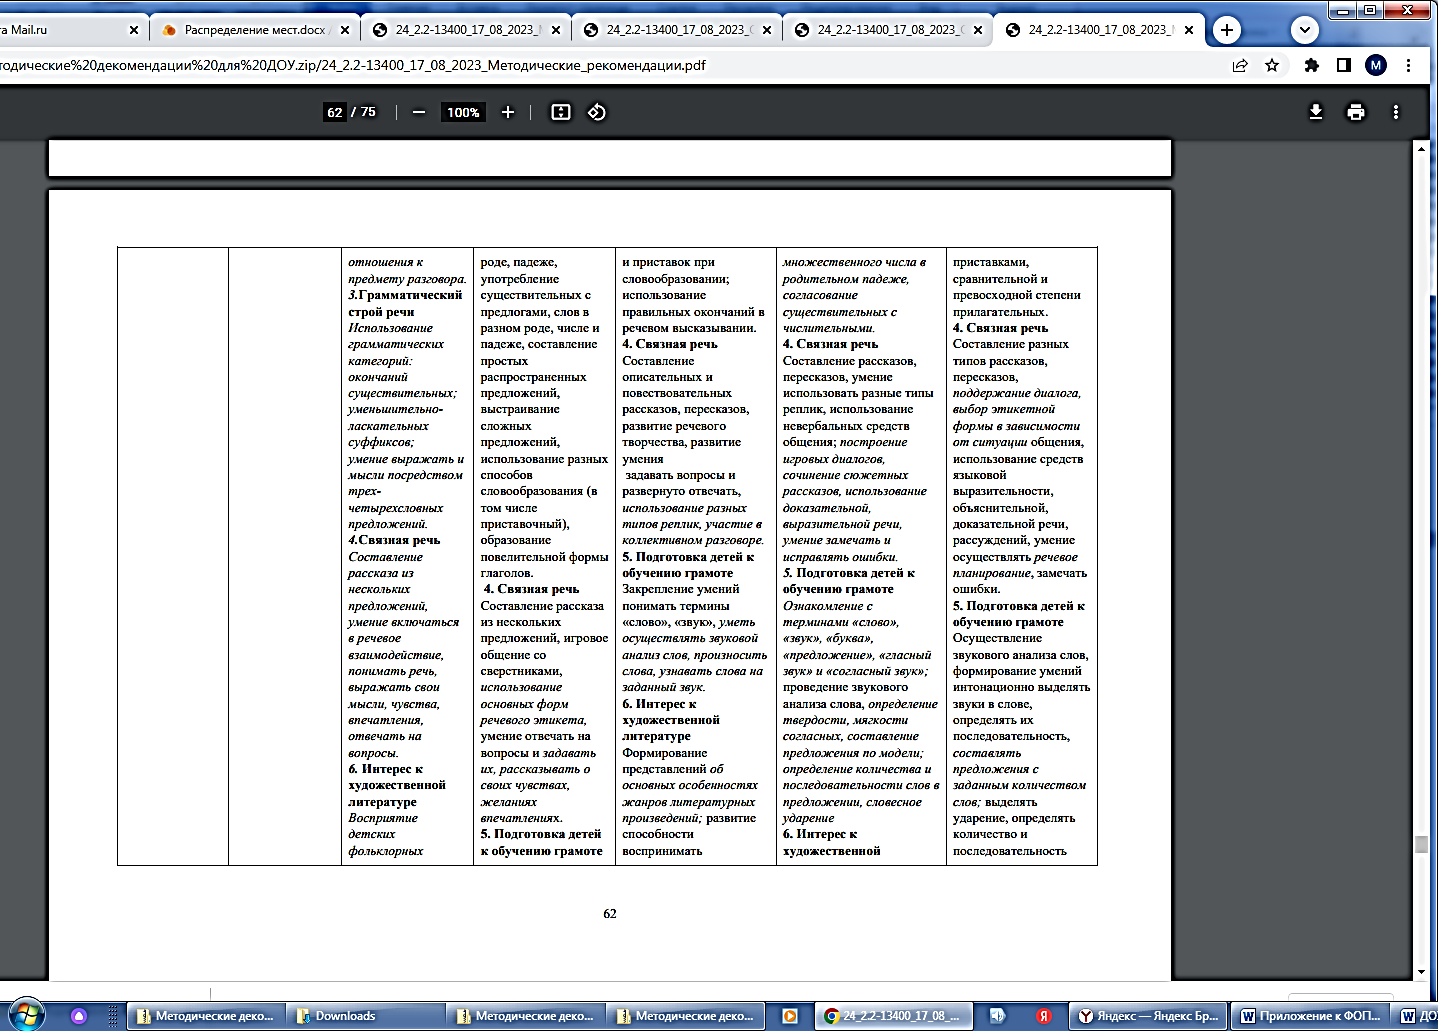 га Mail.ru
Распределение мест.docx /
24_2.2-13400_17_08_2023_
24_2.2-13400_17_08_2023_
24_2.2-13400_17_08_2023_
24_2.2-13400_17_08_2023_
тодические%20декомендации%20для%20ДОУ.zip/24_2.2-13400_17_08_2023_Методические_рекомендации.pdf
M
62 / 75
100%
отношения к
предмету разговора.
3.Грамматический
строй речи
Использование
грамматических
категорий:
окончаний
существительных;
уменьшительно-
ласкательных
суффиксов;
умение выражать и
мысли посредством
трех-
четырехсловных
предложений.
4.Связная речь
Составление
рассказа из
нескольких
предложений,
умение включаться
в речевое
взаимодействие,
понимать речь,
выражать свои
мысли, чувства,
впечатления,
отвечать на
вопросы.
6. Интерес к
художественной
литературе
Восприятие
детских
фольклорных
роде, падеже,
употребление
существительных с
предлогами, слов в
разном роде, числе и
падеже, составление
простых
распространенных
предложений,
выстраивание
сложных
предложений,
использование разных
способов
словообразования (в
том числе
приставочный),
образование
повелительной формы
глаголов.
4. Связная речь
Составление рассказа
из нескольких
предложений, игровое
общение со
сверстниками,
использование
основных форм
речевого этикета,
умение отвечать на
вопросы и задавать
их, рассказывать о
своих чувствах,
желаниях
впечатлениях.
5. Подготовка детей
к обучению грамоте
и приставок при
словообразовании;
использование
правильных окончаний в
речевом высказывании.
4. Связная речь
Составление
описательных и
повествовательных
рассказов, пересказов,
развитие речевого
творчества, развитие
умения
задавать вопросы и
развернуто отвечать,
использование разных
типов реплик, участие в
коллективном разговоре.
5. Подготовка детей к
обучению грамоте
Закрепление умений
понимать термины
«слово», «звук», уметь
осуществлять звуковой
анализ слов, произносить
слова, узнавать слова на
заданный звук.
6. Интерес к
художественной
литературе
Формирование
представлений об
основных особенностях
жанров литературных
произведений; развитие
способности
воспринимать
множественного числа в
родительном падеже,
согласование
существительных с
числительными.
4. Связная речь
Составление рассказов,
пересказов, умение
использовать разные типы
реплик, использование
невербальных средств
общения; построение
игровых диалогов,
сочинение сюжетных
рассказов, использование
доказательной,
выразительной речи,
умение замечать и
исправлять ошибки.
5. Подготовка детей к
обучению грамоте
Ознакомление с
терминами «слово»,
«звук», «буква»,
«предложение», «гласный
звук» и «согласный звук»;
проведение звукового
анализа слова, определение
твердости, мягкости
согласных, составление
предложения по модели;
определение количества и
последовательности слов в
предложении, словесное
ударение
6. Интерес к
художественной
приставками,
сравнительной и
превосходной степени
прилагательных.
4. Связная речь
Составление разных
типов рассказов,
пересказов,
поддержание диалога,
выбор этикетной
формы в зависимости
от ситуации общения,
использование средств
языковой
выразительности,
объяснительной,
доказательной речи,
рассуждений, умение
осуществлять речевое
планирование, замечать
ошибки.
5. Подготовка детей к
обучению грамоте
Осуществление
звукового анализа слов,
формирование умений
интонационно выделять
звуки в слове,
определять их
последовательность,
составлять
предложения с
заданным количеством
слов; выделять
ударение, определять
количество и
последовательность
62
Методические деко...
Downloads
Методические деко...
Методические деко...
24_2.2-13400_17_08_...
Я
Яндекс — Яндекс Бр...
Приложение к ФОП...
ДО